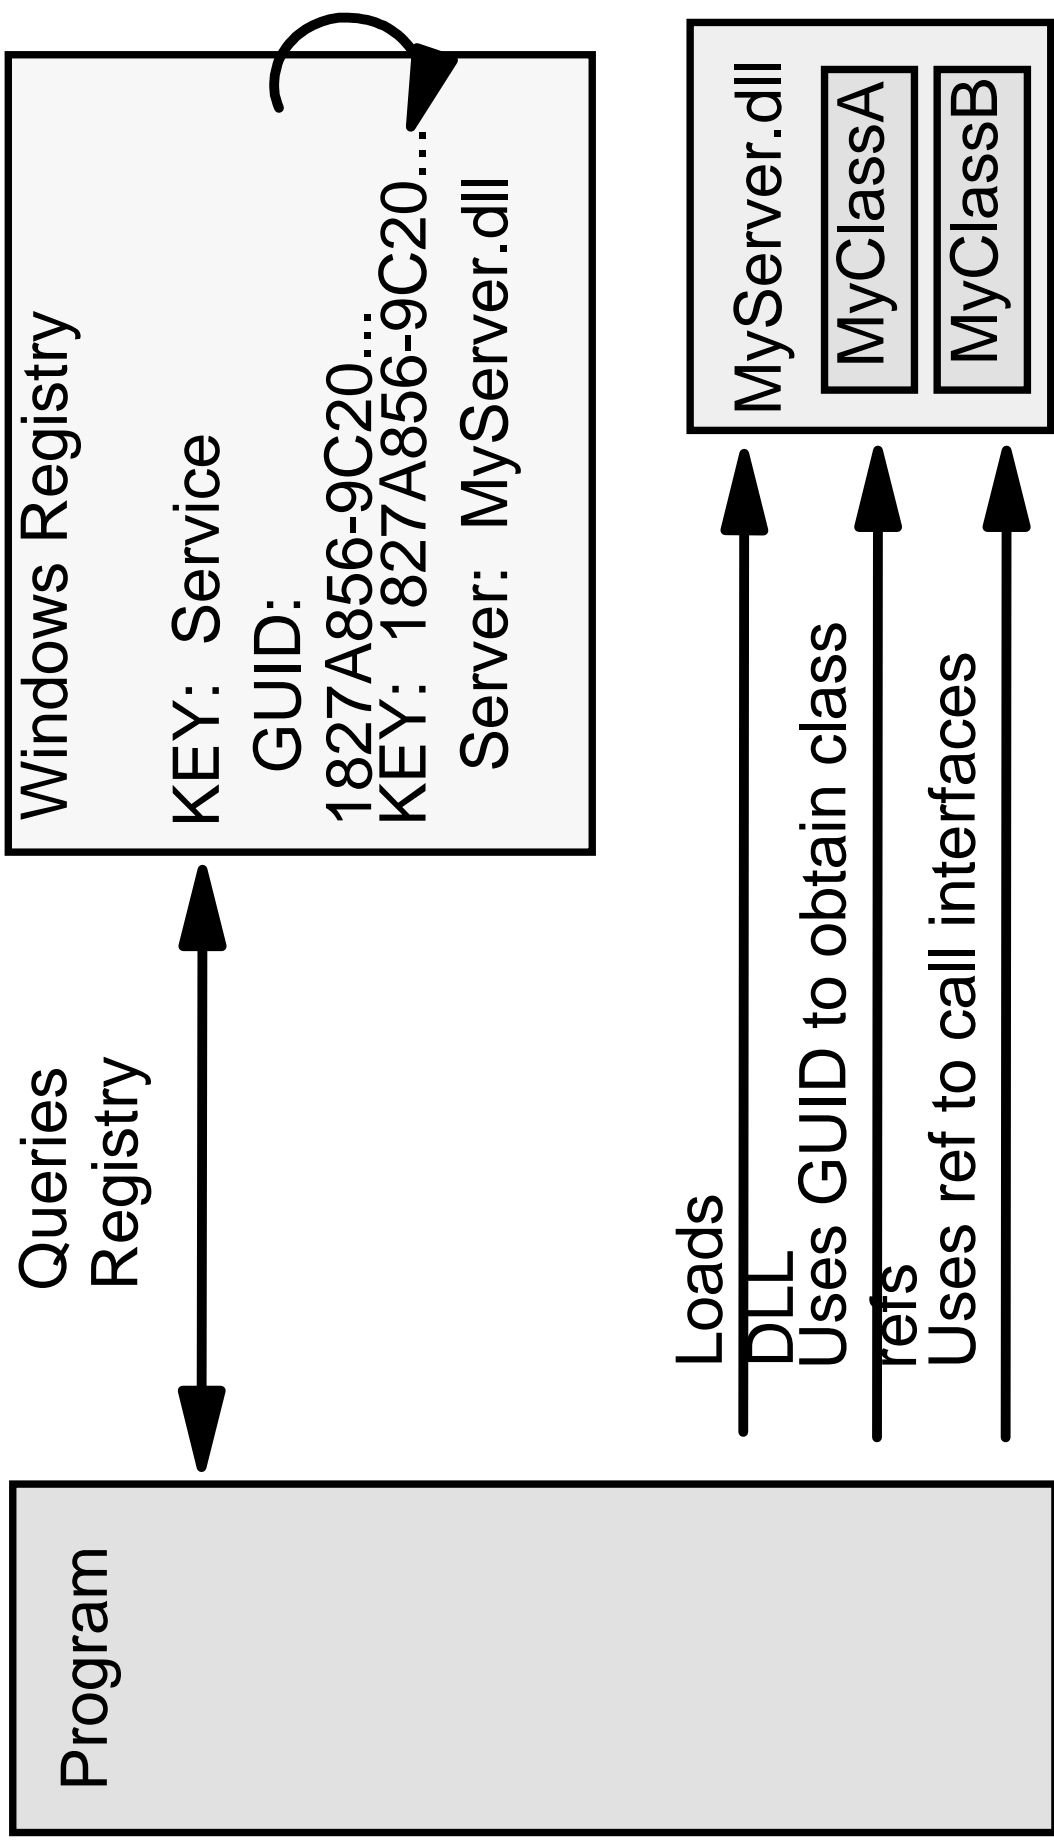 Program
Queries
Registry
Windows Registry
KEY: Service
GUID:
1827A856-9C20...
KEY: 1827A856-9C20...
Server: MyServer.dll
Loads
DLL
Uses GUID to obtain class
refs
Uses ref to call interfaces
MyServer.dll
MyClassA
MyClassB